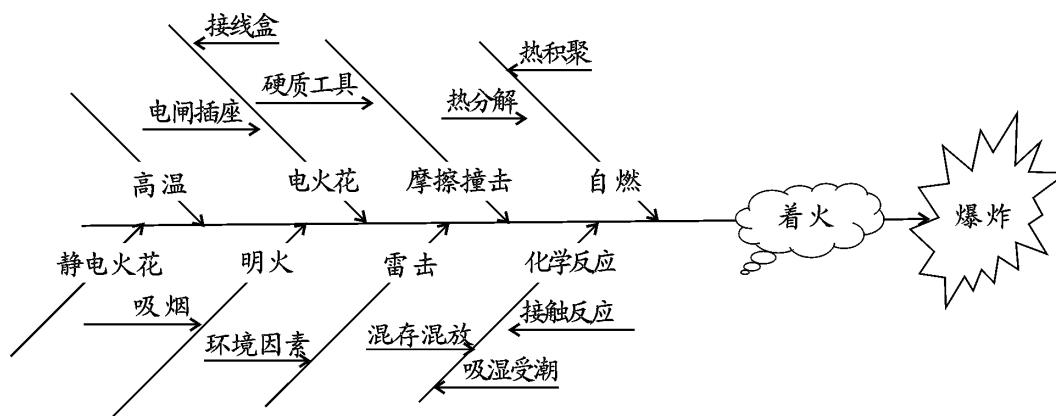 接线盒
热积聚
硬质工具
热分解
电闸插座
高温
电火花
摩擦撞击
自燃
着火
爆炸
静电火花
明火
雷击
化学反应
吸烟
接触反应
环境因素
混存混放
吸湿受潮